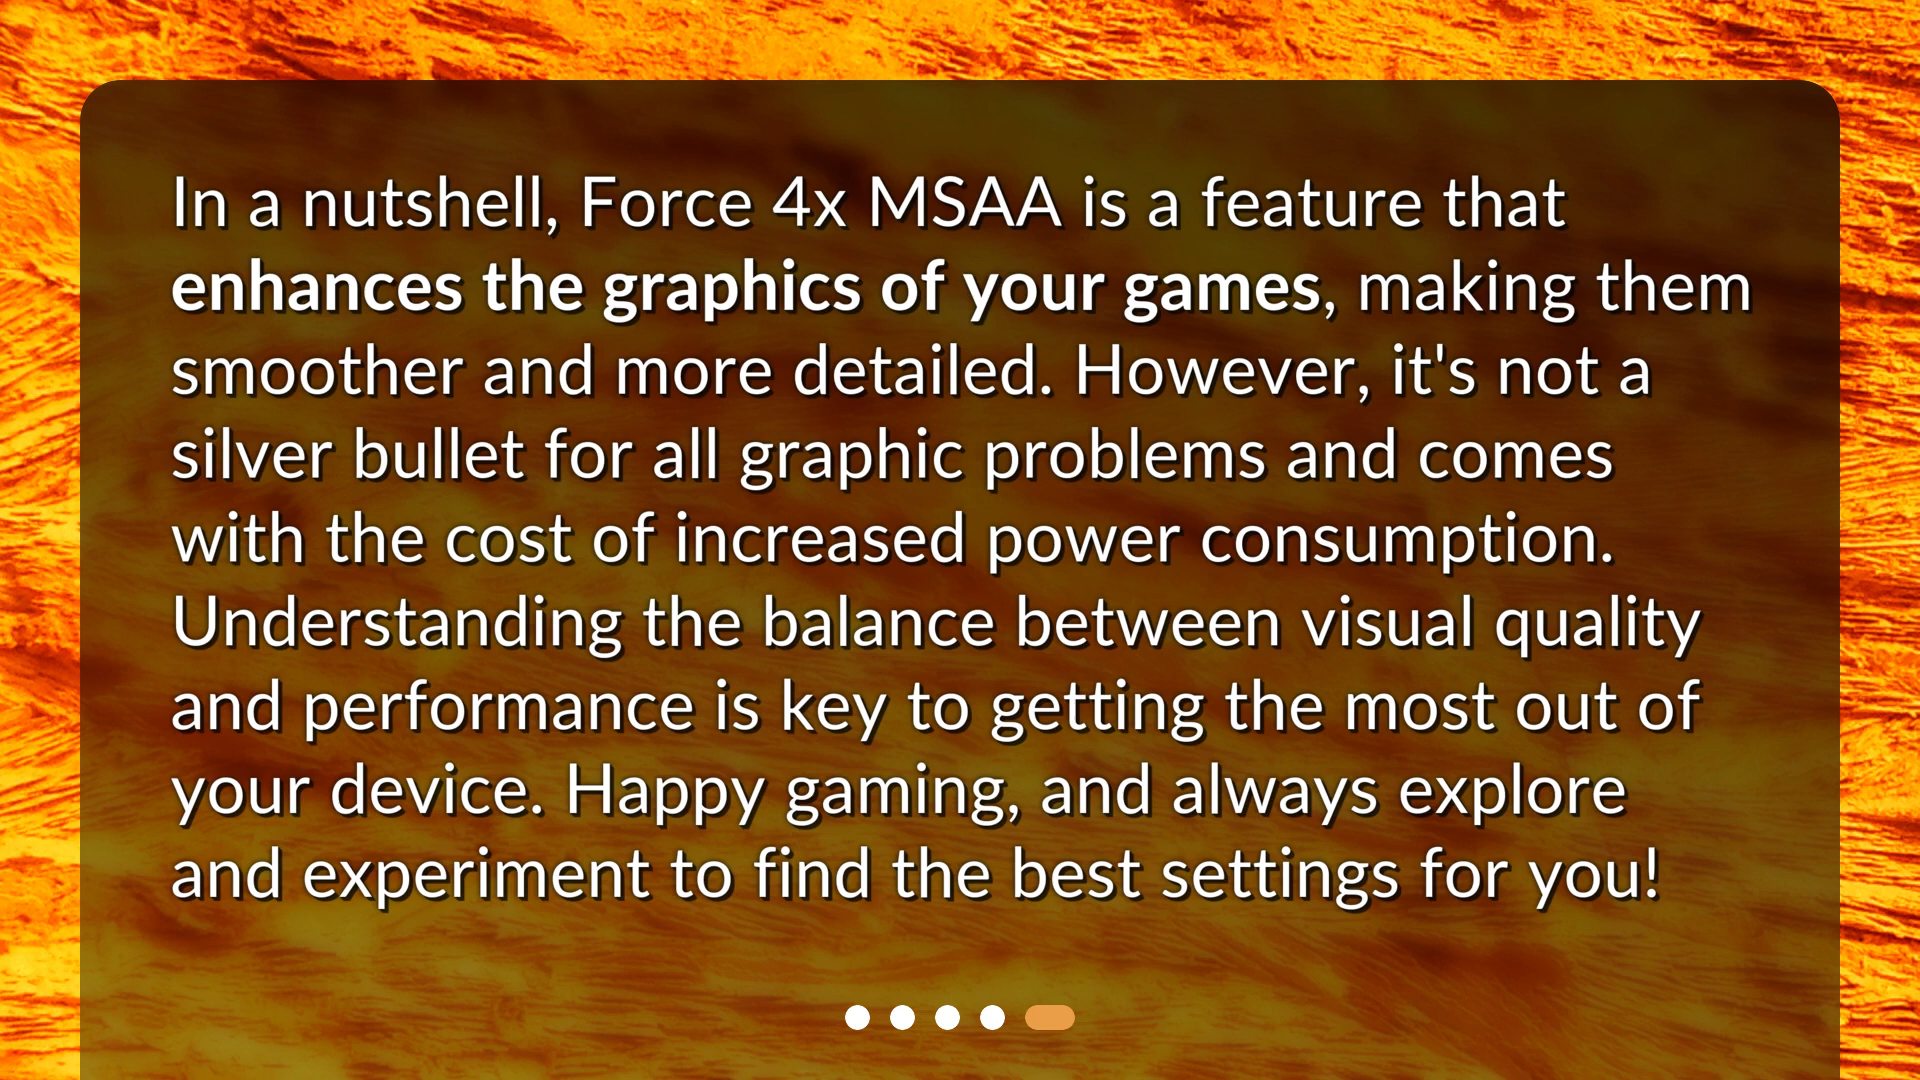 In a nutshell, Force 4x MSAA is a feature that
enhances the graphics of your games, making them
smoother and more detailed. However, it's not a
silver bullet for all graphic problems and comes
with the cost of increased power consumption.
Understanding the balance between visual quality
and performance is key to getting the most out of
your device. Happy gaming, and always explore
and experiment to find the best settings for you!